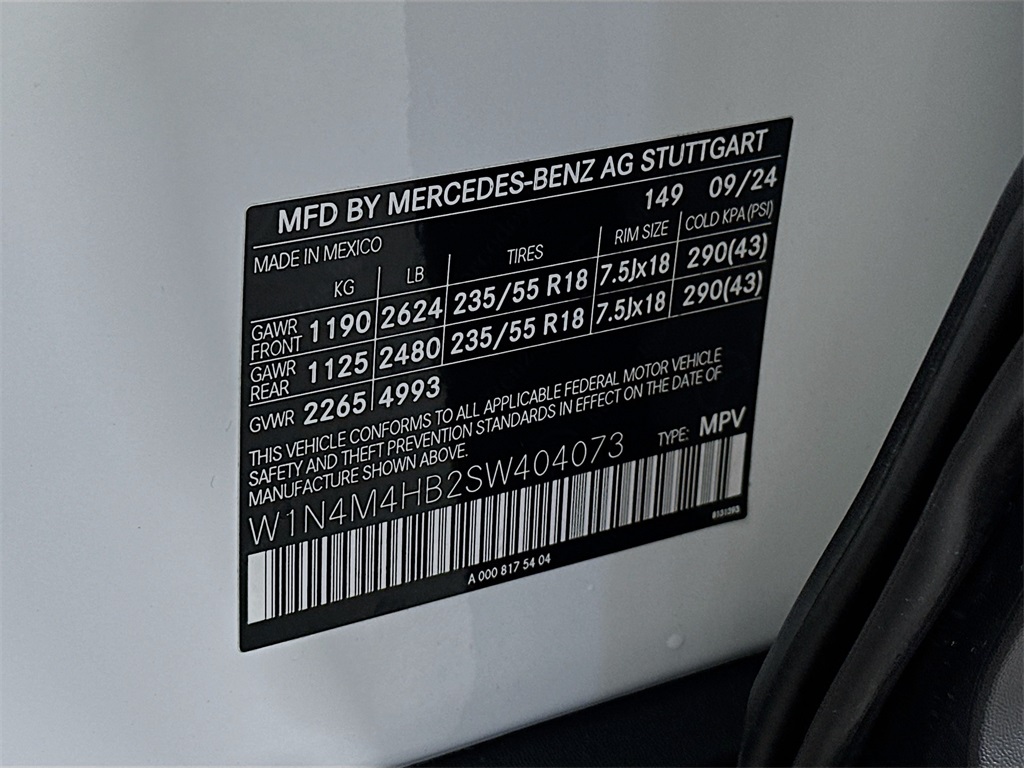 MFD BY MERCEDES-BENZ AG STUTTGART
MADE IN MEXICO 149 09/24
KG LB TIRES RIM SIZE COLD KPA (PSI)
GAWR FRONT 1190 2624 235/55 R18 7.5Jx18 290(43)
GAWR REAR 1125 2480 235/55 R18 7.5Jx18 290(43)
GVWR 2265 4993
THIS VEHICLE CONFORMS TO ALL APPLICABLE FEDERAL MOTOR VEHICLE
SAFETY AND THEFT PREVENTION STANDARDS IN EFFECT ON THE DATE OF
MANUFACTURE SHOWN ABOVE.
TYPE: MPV
W1N4M4HB2SW404073
A 000 817 54 04